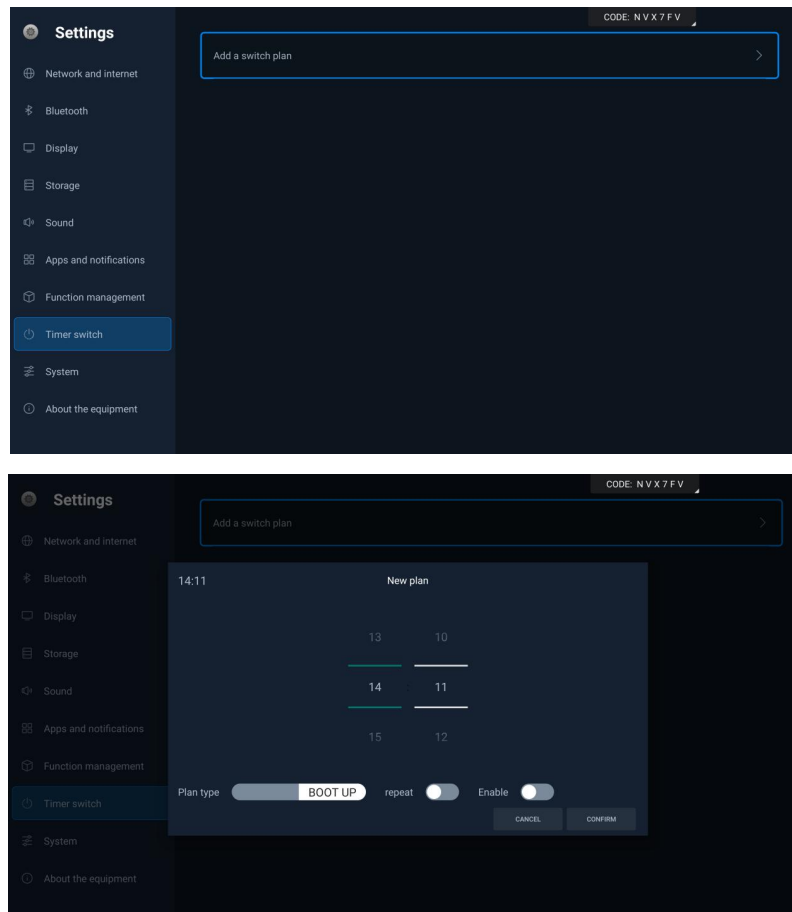 CODE: N V X 7 F V
Settings
Add a switch plan
Network and internet
Bluetooth
Display
Storage
Sound
Apps and notifications
Function management
Timer switch
System
About the equipment
CODE: N V X 7 F V
Settings
Add a switch plan
Network and internet
Bluetooth
14:11 New plan
Display
13 10
Storage
14 11
Sound
Apps and notifications
15 12
Function management
Plan type BOOT UP repeat Enable
Timer switch
CANCEL CONFIRM
System
About the equipment